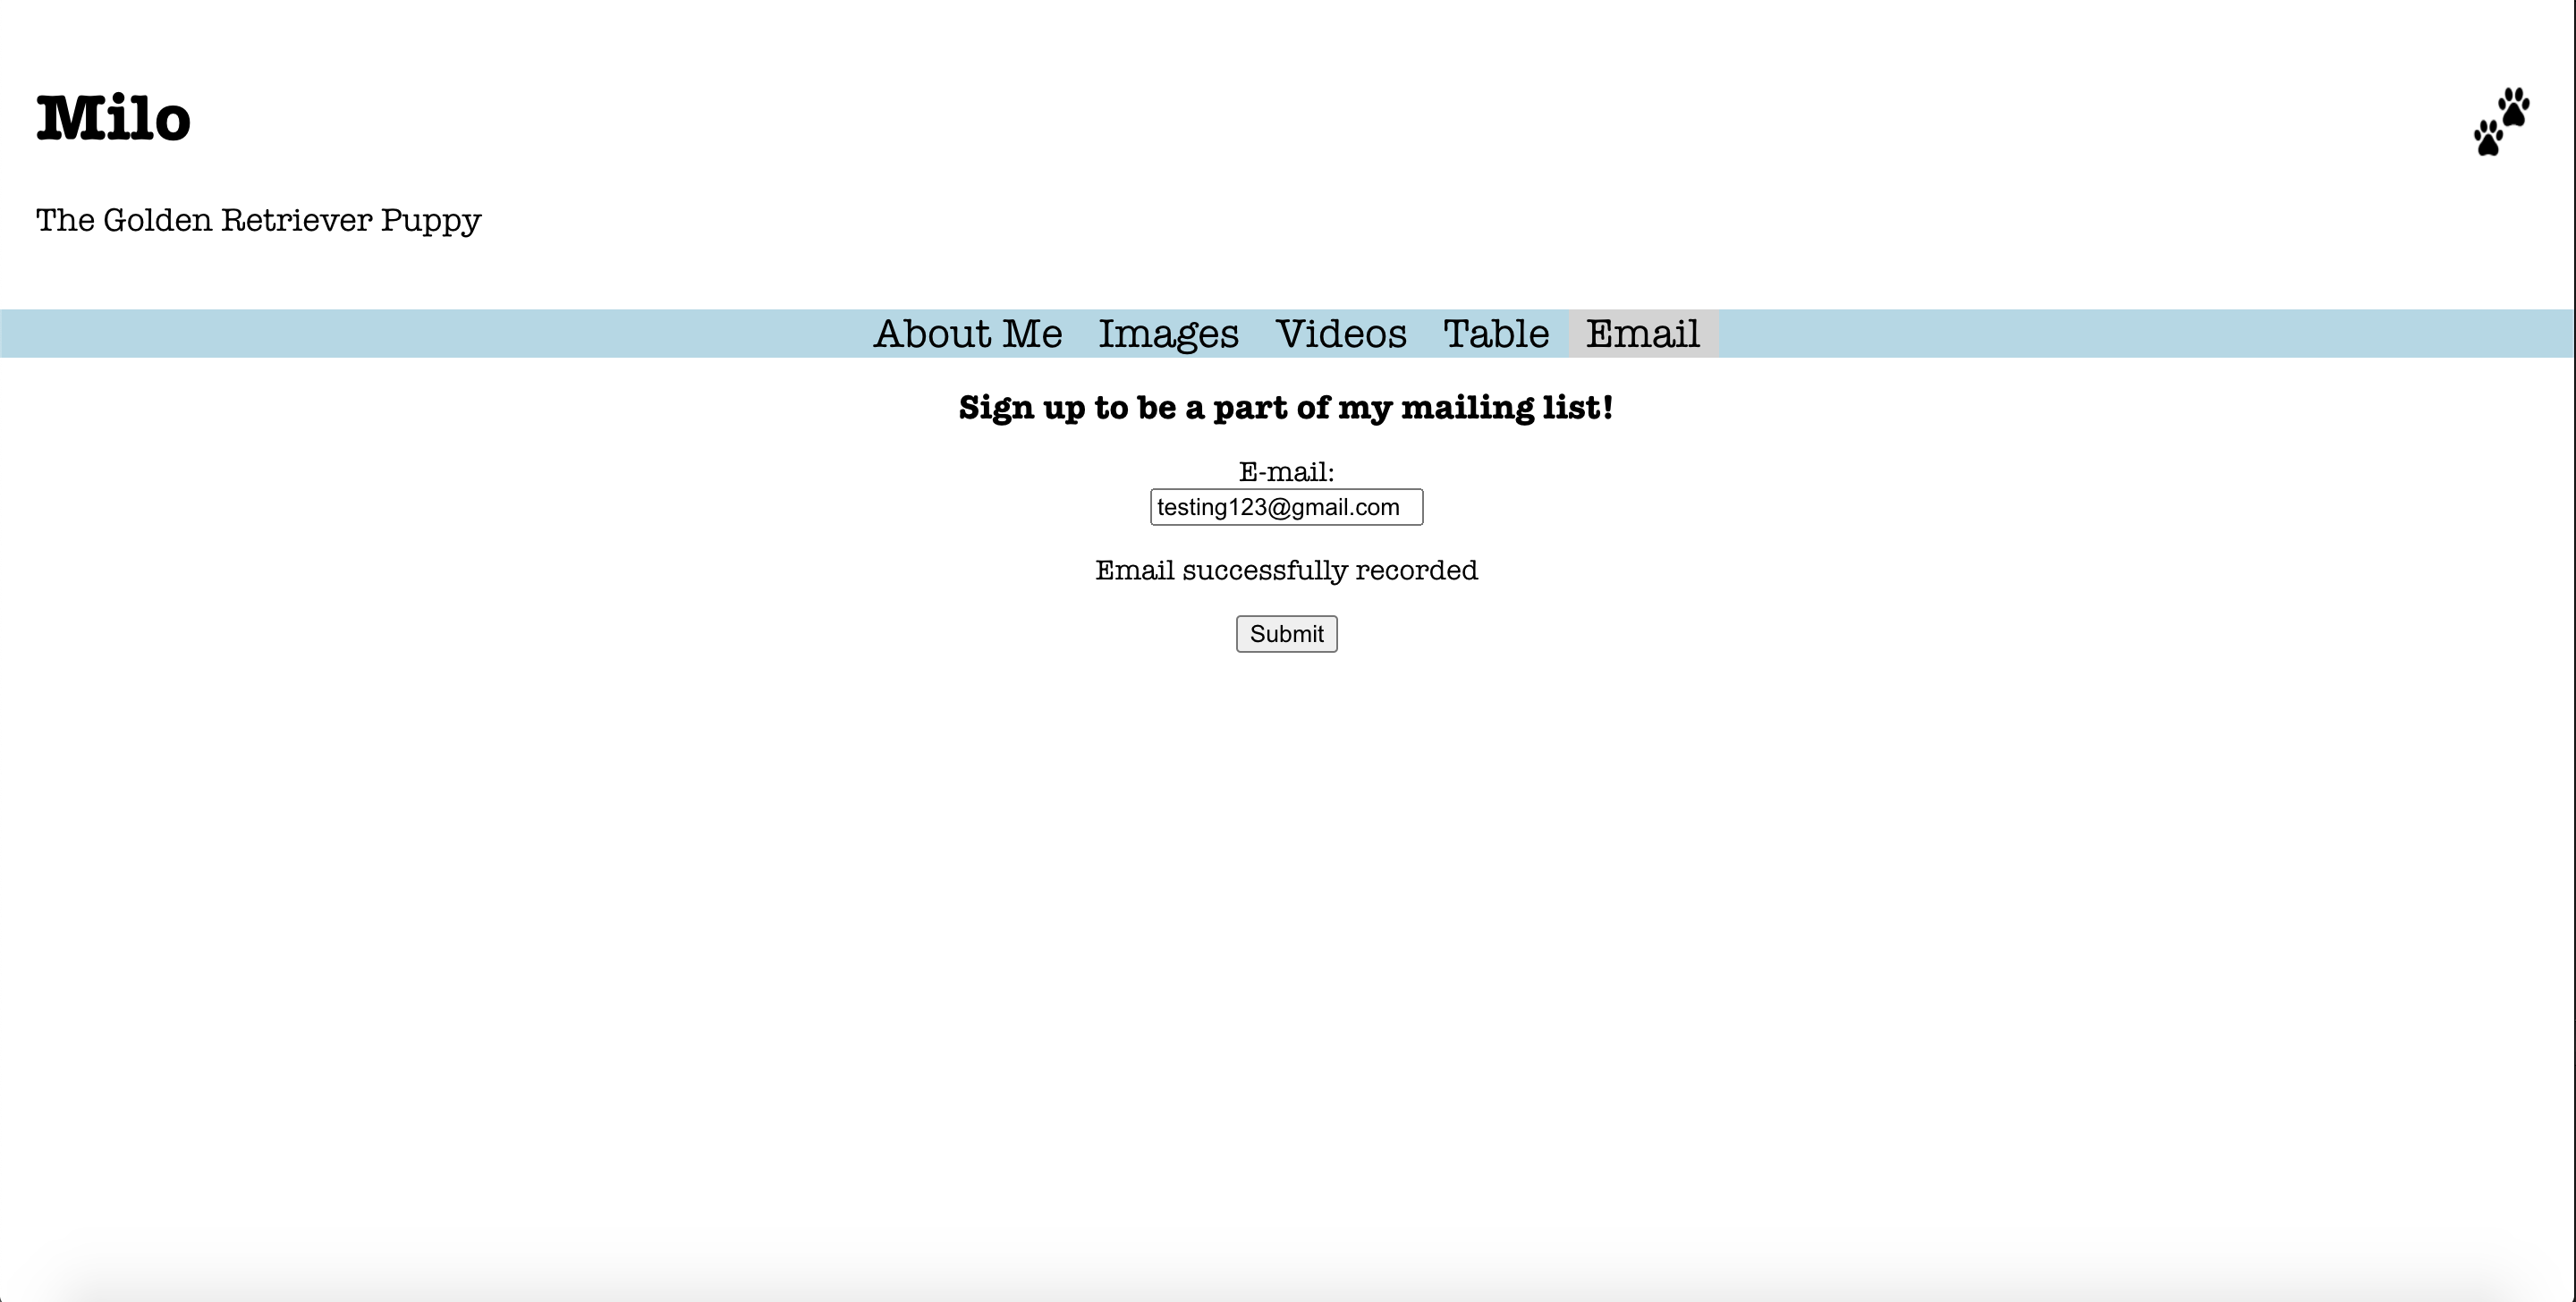 Milo
The Golden Retriever Puppy
About Me Images Videos Table Email
Sign up to be a part of my mailing list!
E-mail:
testing123@gmail.com
Email successfully recorded
Submit